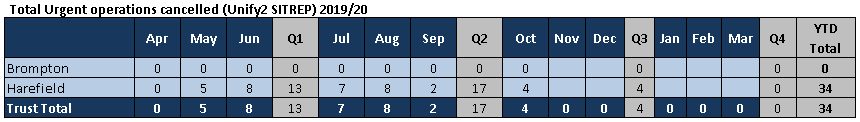 Total Urgent operations cancelled (Unify2 SITREP) 2019/20
Apr May Jun Q1 Jul Aug Sep Q2 Oct Nov Dec Q3 Jan Feb Mar Q4 YTD Total
Brompton 0 0 0 0 0 0 0 0 0 0 0 0
Harefield 0 5 8 13 7 8 2 17 4 4 0 34
Trust Total 0 5 8 13 7 8 2 17 4 0 0 4 0 0 0 0 34